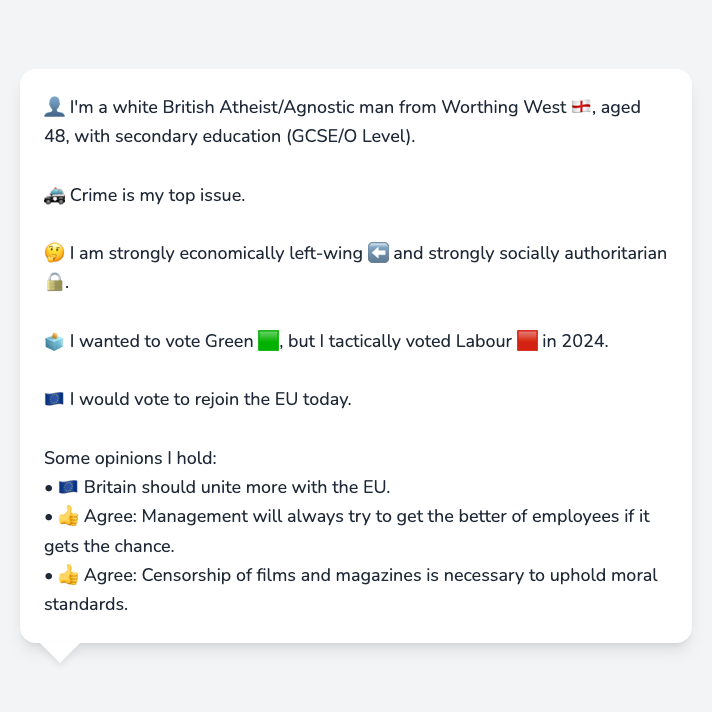 👤 I'm a white British Atheist/Agnostic man from Worthing West 🏴󠁧󠁢󠁥󠁮󠁧󠁿, aged
48, with secondary education (GCSE/O Level).
🚓 Crime is my top issue.
🤔 I am strongly economically left-wing ⬅️ and strongly socially authoritarian
🔒.
🗳️ I wanted to vote Green 🟩, but I tactically voted Labour 🟥 in 2024.
🇪🇺 I would vote to rejoin the EU today.
Some opinions I hold:
• 🇪🇺 Britain should unite more with the EU.
• 👍 Agree: Management will always try to get the better of employees if it
gets the chance.
• 👍 Agree: Censorship of films and magazines is necessary to uphold moral
standards.